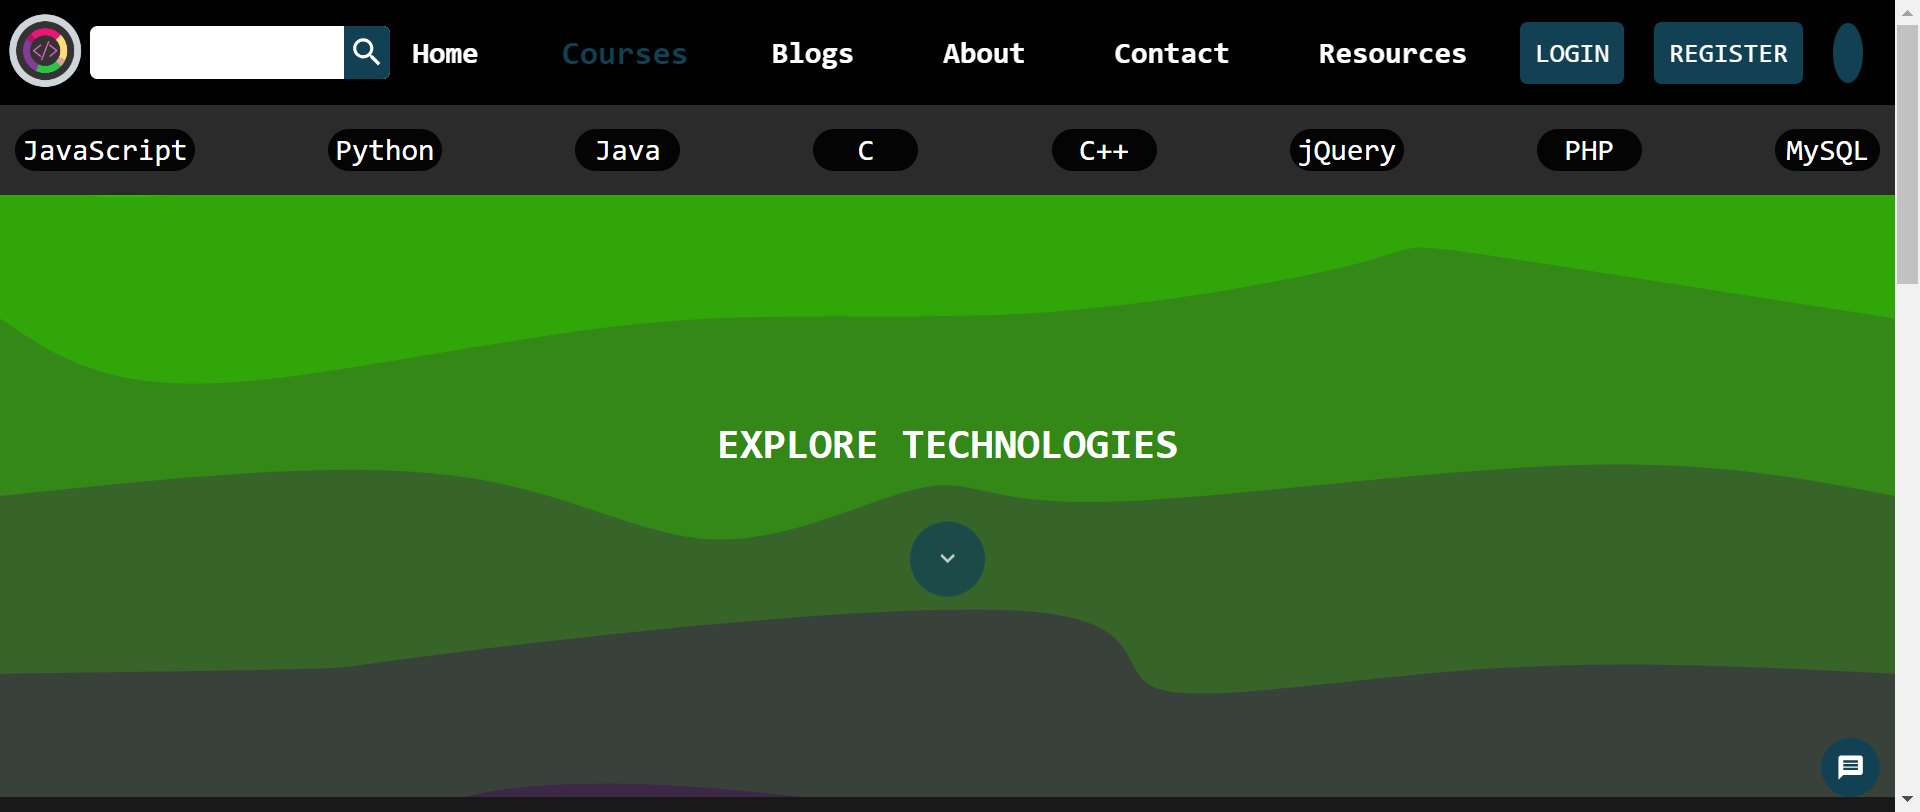 Home Courses Blogs About Contact Resources LOGIN REGISTER
JavaScript Python Java C C++ jQuery PHP MySQL
EXPLORE TECHNOLOGIES